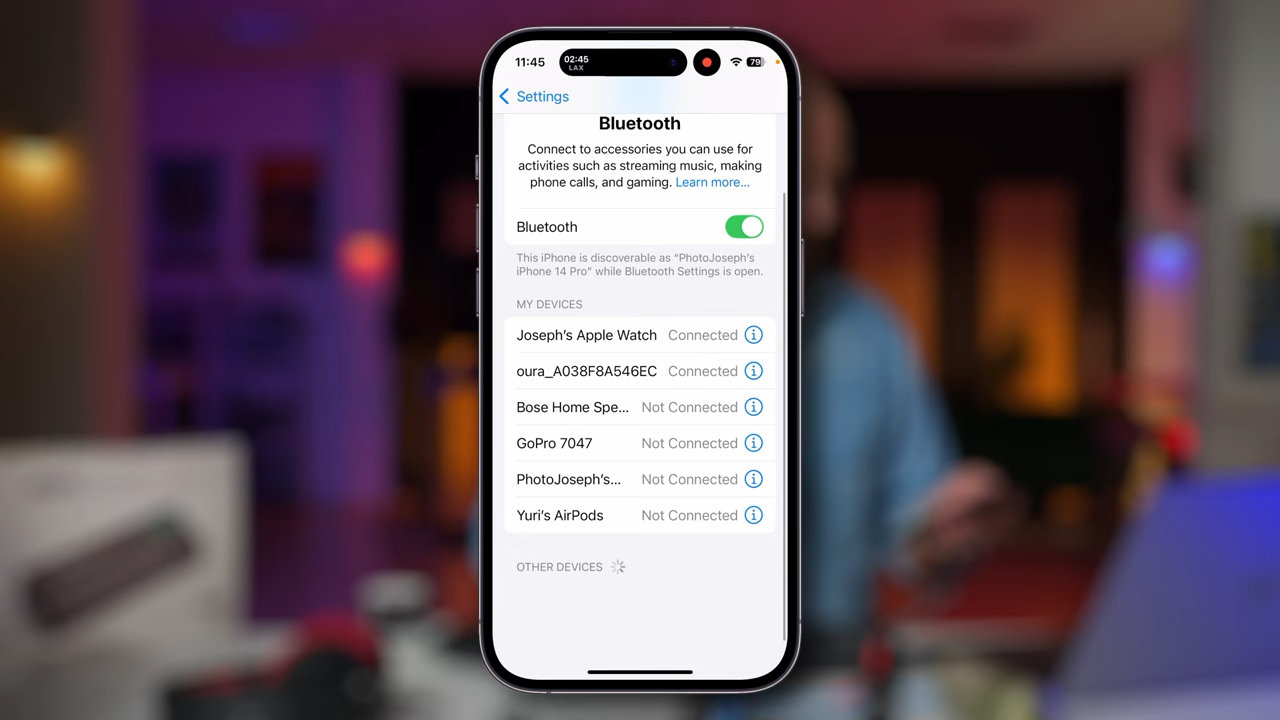 11:45
02:45
LAX
79
Settings
Bluetooth
Connect to accessories you can use for
activities such as streaming music, making
phone calls, and gaming. Learn more...
Bluetooth
This iPhone is discoverable as “PhotoJoseph’s
iPhone 14 Pro” while Bluetooth Settings is open.
MY DEVICES
Joseph’s Apple Watch Connected
oura_A038F8A546EC Connected
Bose Home Spe... Not Connected
GoPro 7047 Not Connected
PhotoJoseph’s... Not Connected
Yuri’s AirPods Not Connected
OTHER DEVICES